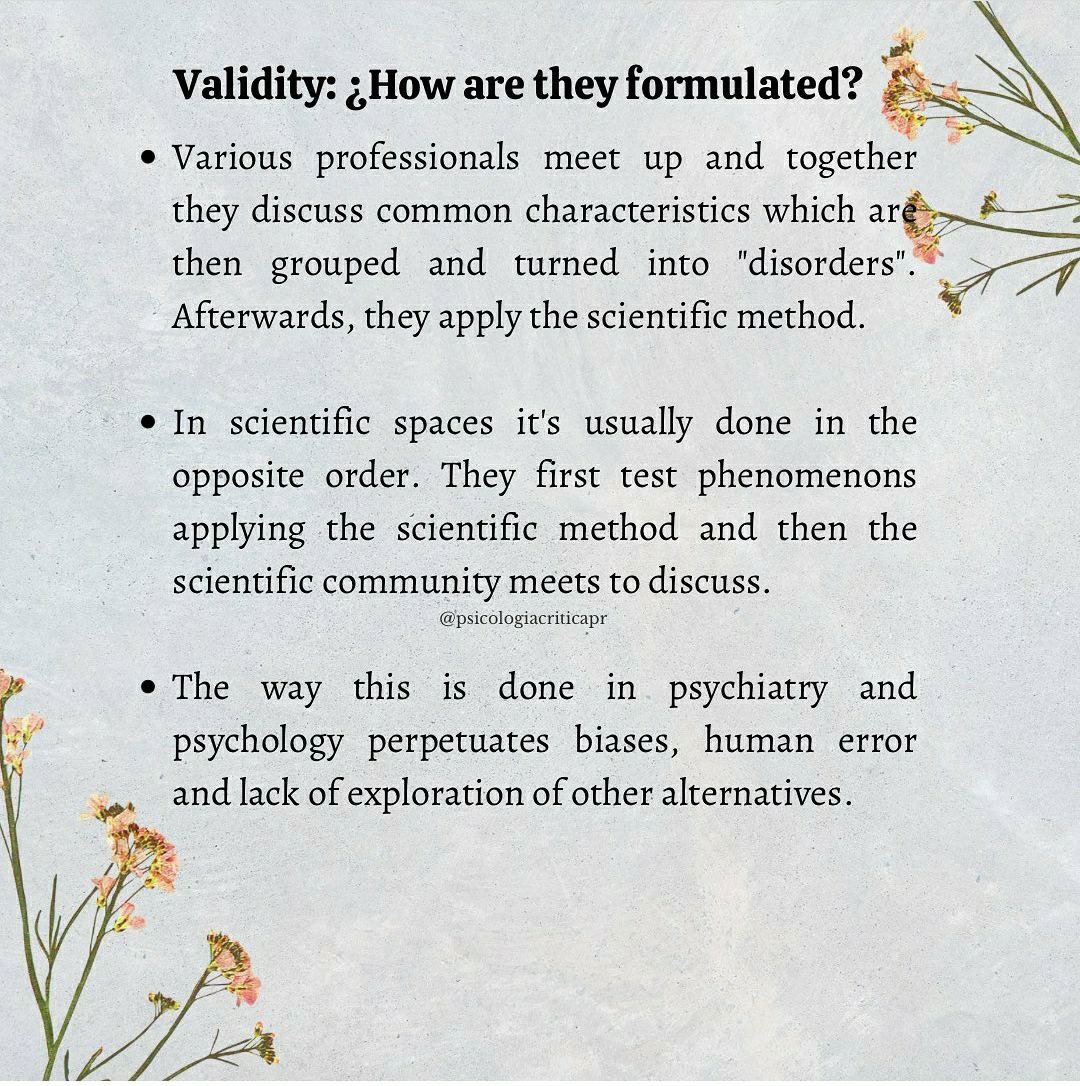 Validity: ¿How are they formulated?
• Various professionals meet up and together
they discuss common characteristics which are
then grouped and turned into "disorders".
Afterwards, they apply the scientific method.
• In scientific spaces it's usually done in the
opposite order. They first test phenomenons
applying the scientific method and then the
scientific community meets to discuss.
@psicologiacriticapr
• The way this is done in psychiatry and
psychology perpetuates biases, human error
and lack of exploration of other alternatives.